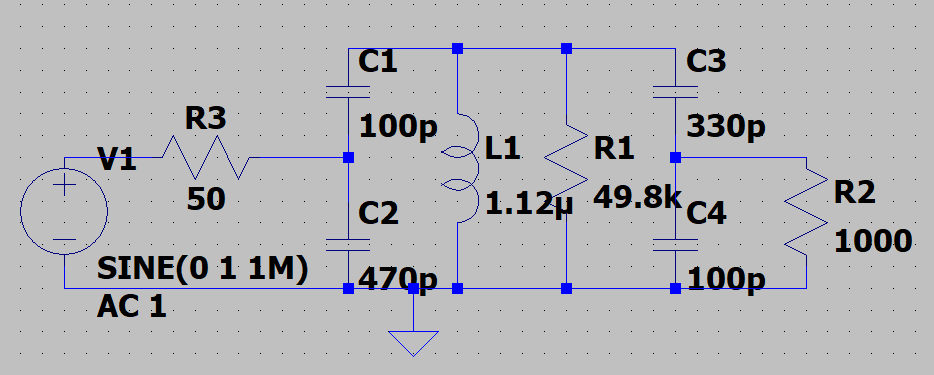 C1
C3
R3
100p
330p
V1
L1
R1
R2
50
1.12µ
49.8k
C2
C4
1000
SINE(0 1 1M)
470p
100p
AC 1